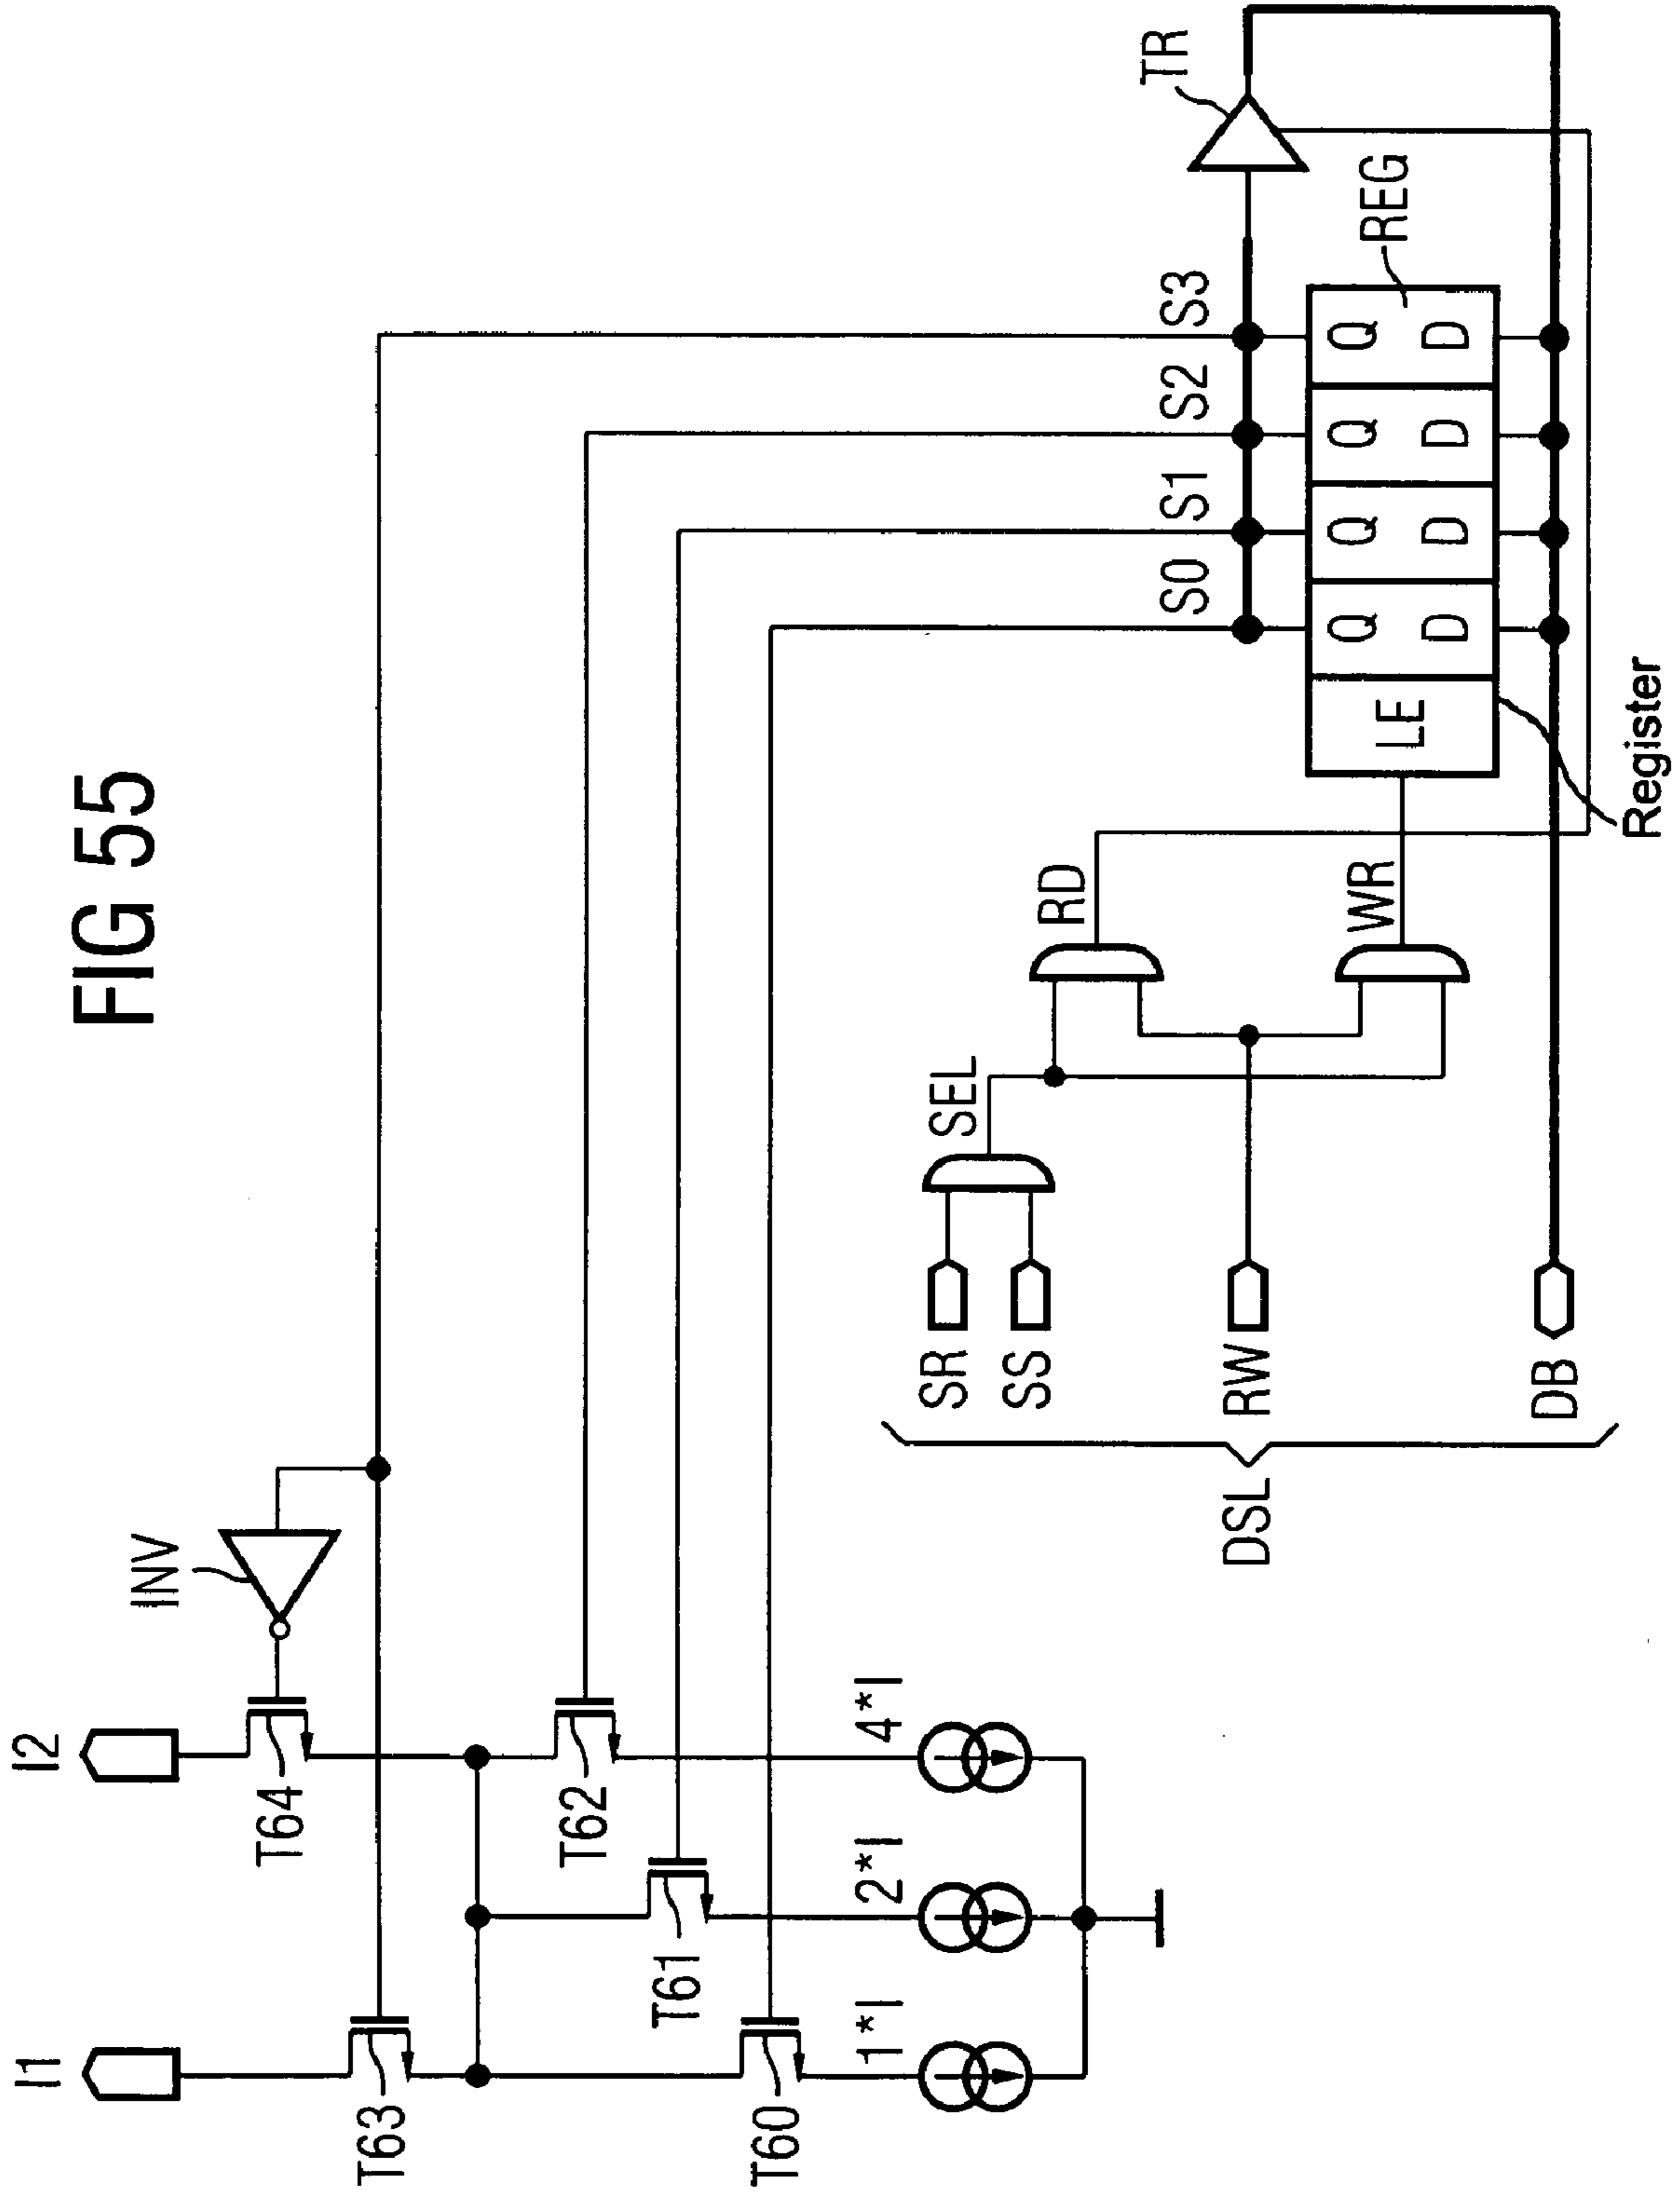 FIG 55
I1
I2
INV
T63
T64
T62
T61
T60
1*I
2*I
4*I
SR
SS
RW
DB
DSL
SEL
RD
WR
S0
S1
S2
S3
TR
LE
Q
Q
Q
Q
D
D
D
D
REG
Register